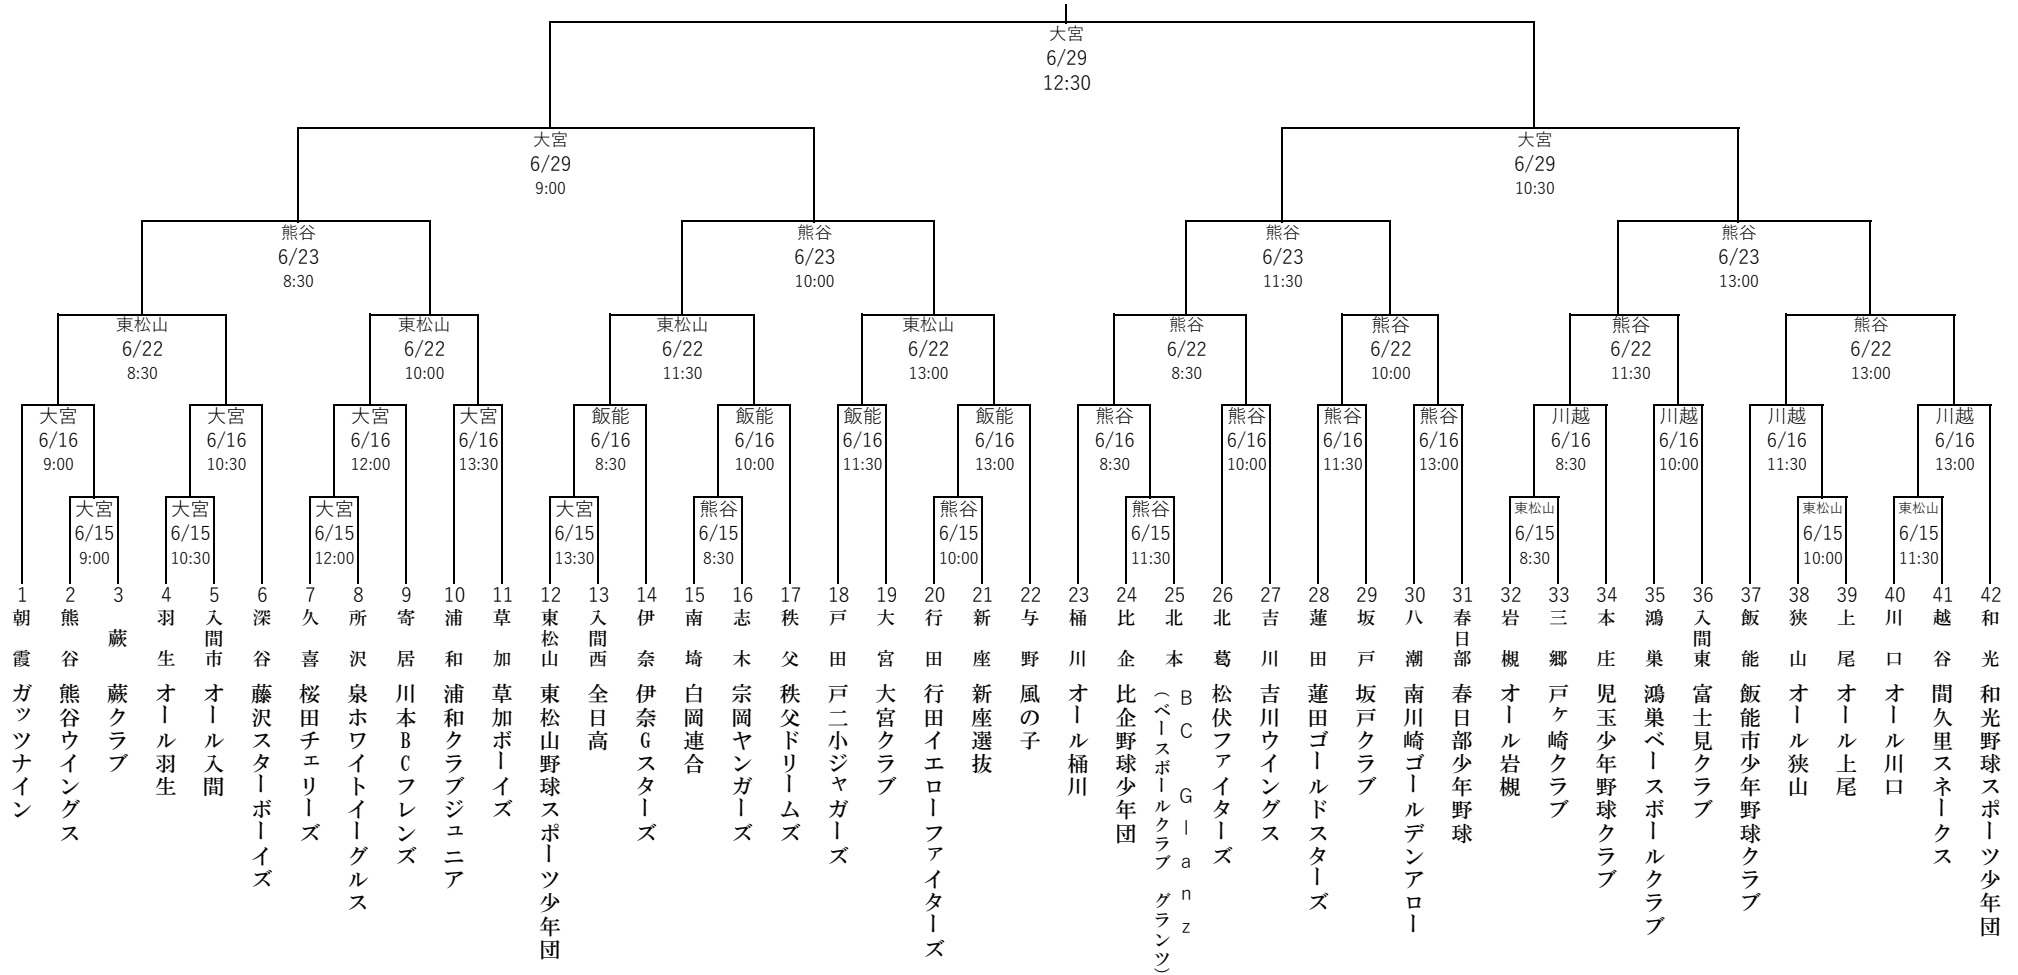 大宮
6/29
12:30
大宮
6/29
9:00
大宮
6/29
10:30
熊谷
6/23
8:30
熊谷
6/23
10:00
熊谷
6/23
11:30
熊谷
6/23
13:00
東松山
6/22
8:30
東松山
6/22
10:00
東松山
6/22
11:30
東松山
6/22
13:00
熊谷
6/22
8:30
熊谷
6/22
10:00
熊谷
6/22
11:30
熊谷
6/22
13:00
大宮
6/16
9:00
大宮
6/16
10:30
大宮
6/16
12:00
大宮
6/16
13:30
飯能
6/16
8:30
飯能
6/16
10:00
飯能
6/16
11:30
飯能
6/16
13:00
熊谷
6/16
8:30
熊谷
6/16
10:00
熊谷
6/16
11:30
熊谷
6/16
13:00
川越
6/16
8:30
川越
6/16
10:00
川越
6/16
11:30
川越
6/16
13:00
大宮
6/15
9:00
大宮
6/15
10:30
大宮
6/15
12:00
大宮
6/15
13:30
熊谷
6/15
8:30
熊谷
6/15
10:00
熊谷
6/15
11:30
東松山
6/15
8:30
東松山
6/15
10:00
東松山
6/15
11:30
1 朝霞 ガッツナイン
2 熊谷 熊谷ウイングス
3 蕨 蕨クラブ
4 羽生 オール羽生
5 入間市 オール入間
6 深谷 藤沢スターボーイズ
7 久喜 桜田チェリーズ
8 所沢 泉ホワイトイーグルス
9 寄居 川本BCフレンズ
10 浦和 浦和クラブジュニア
11 草加 草加ボーイズ
12 東松山 東松山野球スポーツ少年団
13 入間西 全日高
14 伊奈 伊奈Gスターズ
15 南埼 白岡連合
16 志木 宗岡ヤンガーズ
17 秩父 秩父ドリームズ
18 戸田 戸二小ジャガーズ
19 大宮 大宮クラブ
20 行田 行田イエローファイターズ
21 新座 新座選抜
22 与野 風の子
23 桶川 オール桶川
24 比企 比企野球少年団
25 北本 BC Glanz
（ベースボールクラブ グランツ）
26 北葛 松伏ファイターズ
27 吉川 吉川ウイングス
28 蓮田 蓮田ゴールドスターズ
29 坂戸 坂戸クラブ
30 八潮 南川崎ゴールデンアロー
31 春日部 春日部少年野球
32 岩槻 オール岩槻
33 三郷 戸ヶ崎クラブ
34 本庄 児玉少年野球クラブ
35 鴻巣 鴻巣ベースボールクラブ
36 入間東 富士見クラブ
37 飯能 飯能市少年野球クラブ
38 狭山 オール狭山
39 上尾 オール上尾
40 川口 オール川口
41 越谷 間久里スネークス
42 和光 和光野球スポーツ少年団